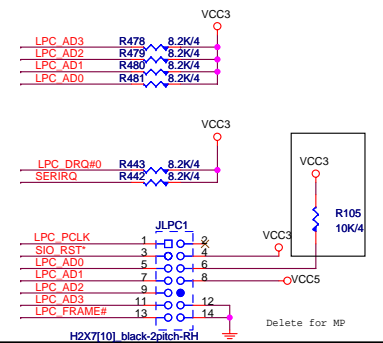 VCC3
LPC_AD3 R478 8.2K/4
LPC_AD2 R479 8.2K/4
LPC_AD1 R480 8.2K/4
LPC_AD0 R481 8.2K/4
VCC3
LPC_DRQ#0 R443 8.2K/4
SERIRQ R442 8.2K/4
VCC3
R105
10K/4
JLPC1
VCC3
LPC_PCLK 1 2
SIO_RST* 3 4
LPC_AD0 5 6
LPC_AD1 7 8 VCC5
LPC_AD2 9
LPC_AD3 11 12
LPC_FRAME# 13 14
Delete for MP
H2X7[10]_black-2pitch-RH